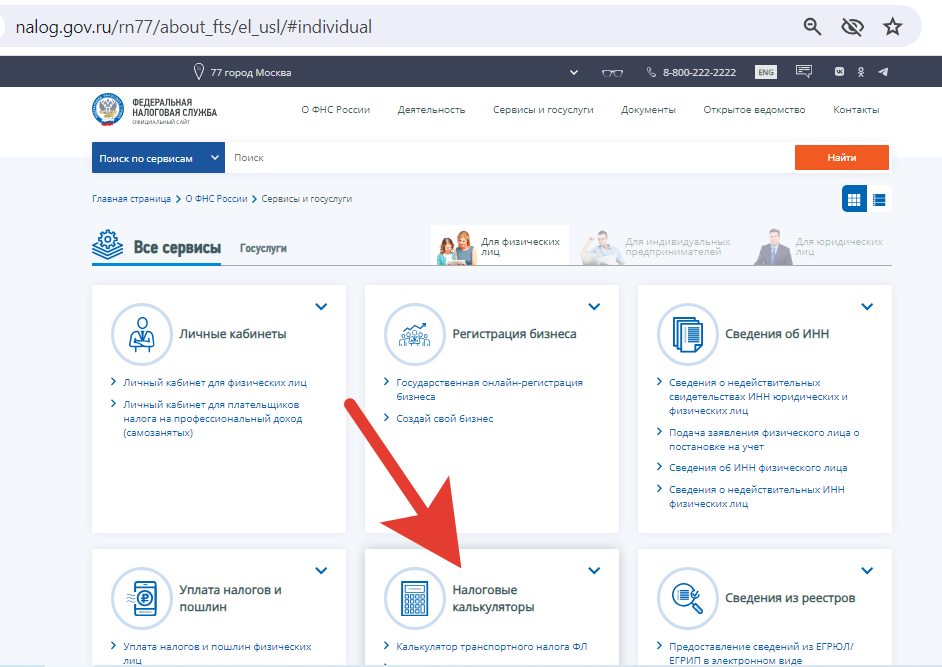 nalog.gov.ru/rn77/about_fts/el_usl/#individual
77 город Москва
8-800-222-2222
ENG
ФЕДЕРАЛЬНАЯ
НАЛОГОВАЯ СЛУЖБА
ОФИЦИАЛЬНЫЙ САЙТ
О ФНС России
Деятельность
Сервисы и госуслуги
Документы
Открытое ведомство
Контакты
Поиск по сервисам
Поиск
Найти
Главная страница > О ФНС России > Сервисы и госуслуги
Все сервисы
Госуслуги
Для физических
лиц
Для индивидуальных
предпринимателей
Для юридических
лиц
Личные кабинеты
Личный кабинет для физических лиц
Личный кабинет для плательщиков
налога на профессиональный доход
(самозанятых)
Регистрация бизнеса
Государственная онлайн-регистрация
бизнеса
Создай свой бизнес
Сведения об ИНН
Сведения о недействительных
свидетельствах ИНН юридических и
физических лиц
Подача заявления физического лица о
постановке на учет
Сведения об ИНН физического лица
Сведения о недействительных ИНН
физических лиц
Уплата налогов и
пошлин
Уплата налогов и пошлин физических
лиц
Налоговые
калькуляторы
Калькулятор транспортного налога ФЛ
Сведения из реестров
Предоставление сведений из ЕГРЮЛ/
ЕГРИП в электронном виде